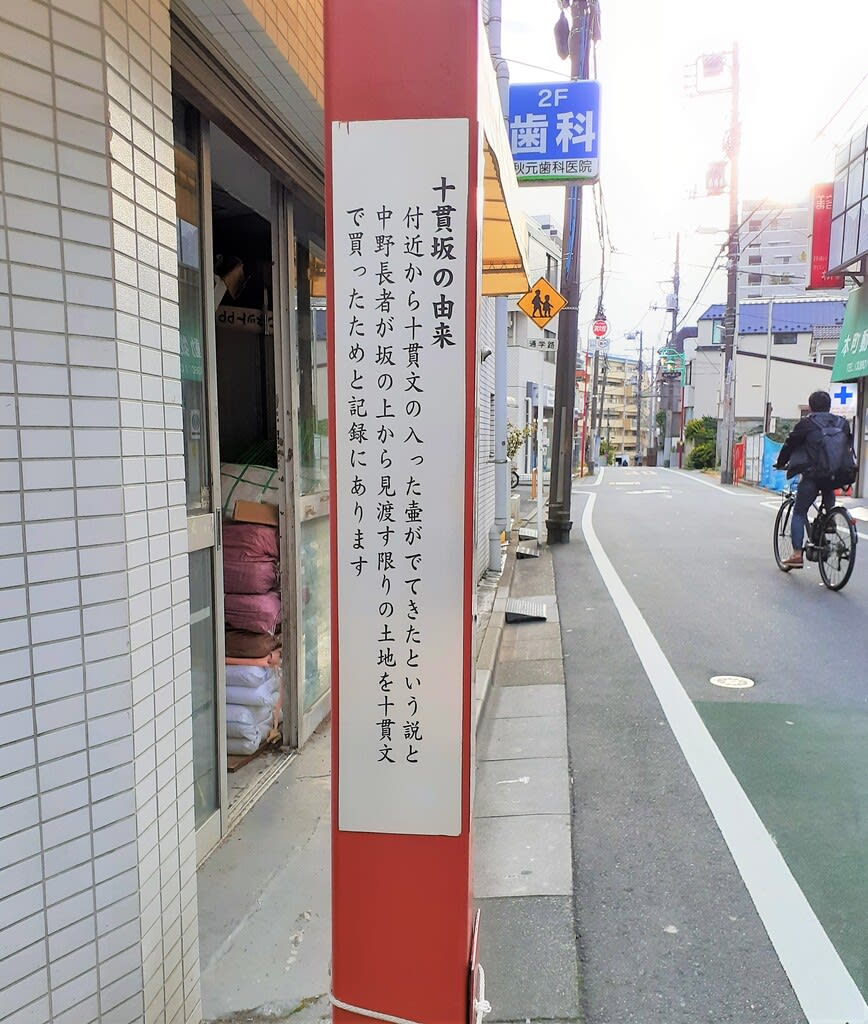 十貫坂の由来
付近から十貫文の入った壷がでてきたという説と
中野長者が坂の上から見渡す限りの土地を十貫文
で買ったためと記録にあります
2F
歯科
秋元歯科医院
通学路
本町